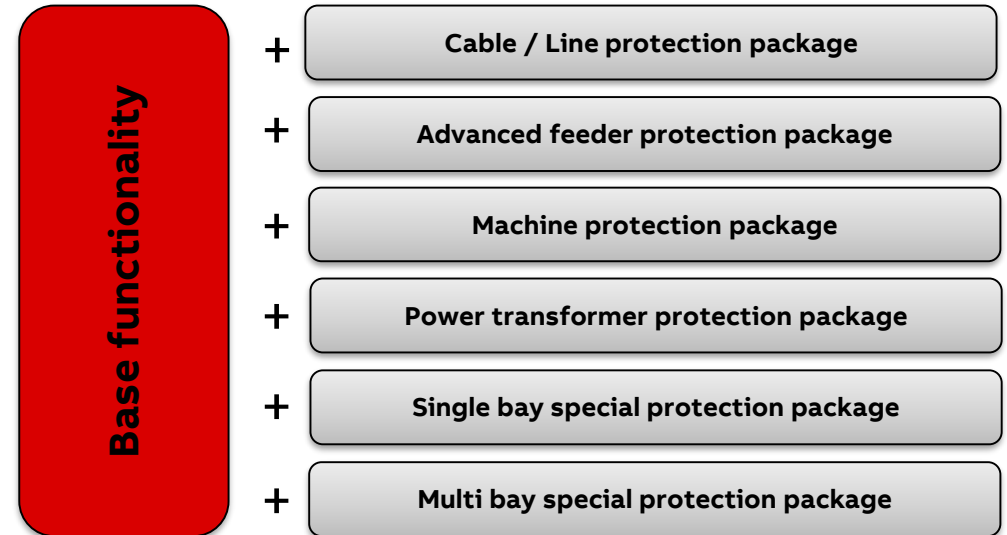 Base functionality
+ Cable / Line protection package
+ Advanced feeder protection package
+ Machine protection package
+ Power transformer protection package
+ Single bay special protection package
+ Multi bay special protection package